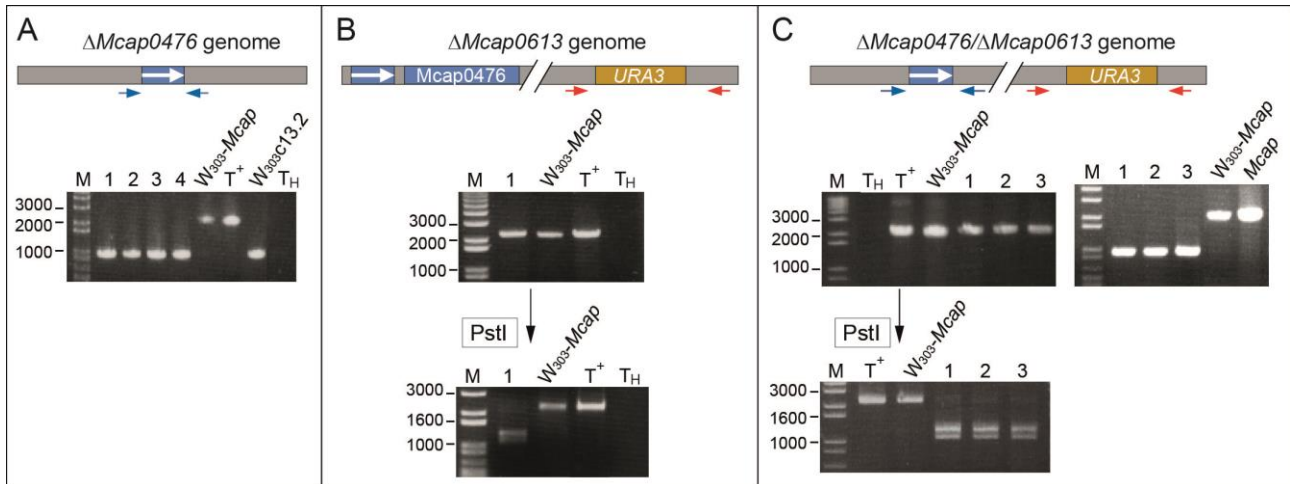 A
ΔMcap0476 genome
M 1 2 3 4 W303-Mcap T+ W303c13.2 TH
3000
2000
1000
B
ΔMcap0613 genome
Mcap0476 URA3
M 1 W303-Mcap T+ TH
3000
2000
1000
PstI
M 1 W303-Mcap T+ TH
3000
1600
1000
C
ΔMcap0476/ΔMcap0613 genome
URA3
M TH T+ W303-Mcap 1 2 3
3000
2000
1000
M 1 2 3 W303-Mcap Mcap
PstI
M T+ W303-Mcap 1 2 3
3000
1600
1000